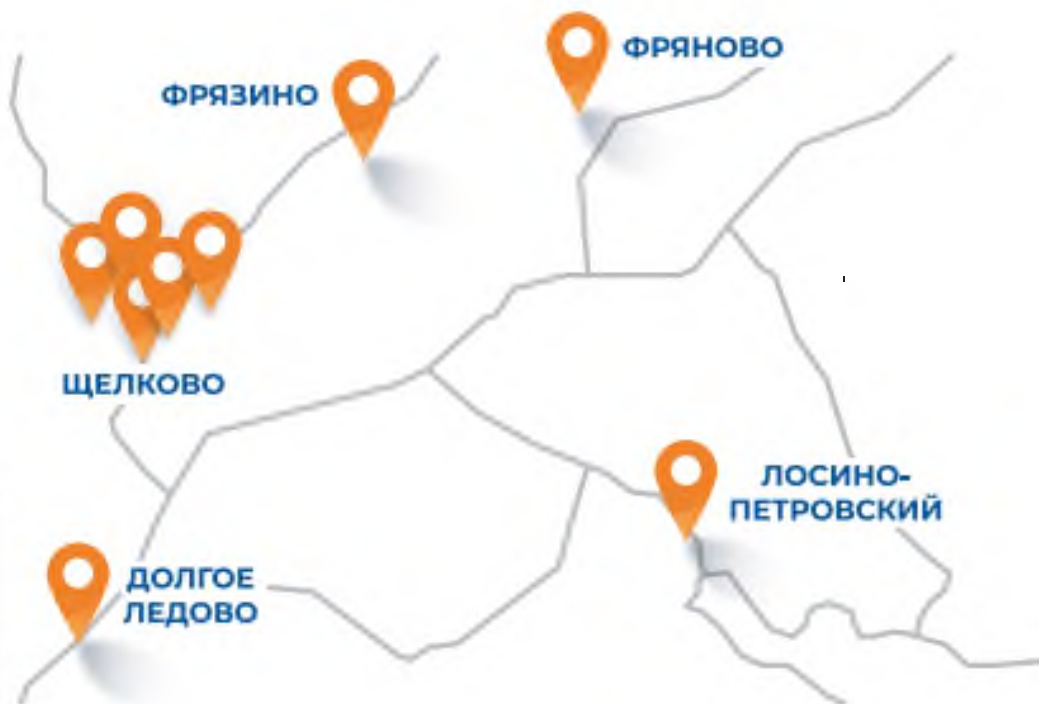 ФРЯНОВО
ФРЯЗИНО
ЩЕЛКОВО
ЛОСИНО-
ПЕТРОВСКИЙ
ДОЛГОЕ
ЛЕДОВО